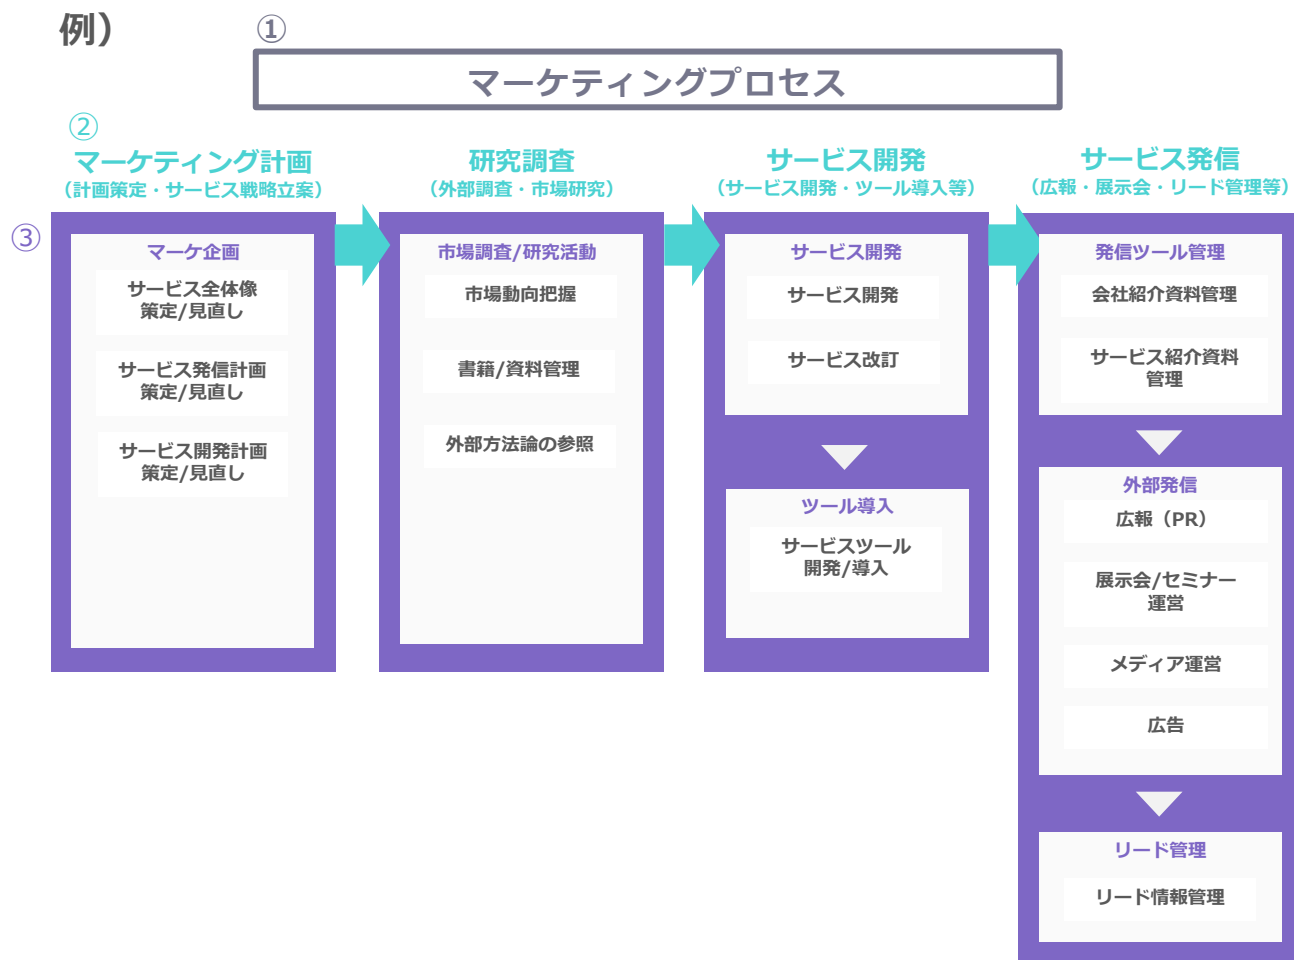 例）
①
マーケティングプロセス
②
マーケティング計画
（計画策定・サービス戦略立案）
研究調査
（外部調査・市場研究）
サービス開発
（サービス開発・ツール導入等）
サービス発信
（広報・展示会・リード管理等）
③
マーケ企画
サービス全体像
策定/見直し
サービス発信計画
策定/見直し
サービス開発計画
策定/見直し
市場調査/研究活動
市場動向把握
書籍/資料管理
外部方法論の参照
サービス開発
サービス開発
サービス改訂
ツール導入
サービスツール
開発/導入
発信ツール管理
会社紹介資料管理
サービス紹介資料
管理
外部発信
広報（PR）
展示会/セミナー
運営
メディア運営
広告
リード管理
リード情報管理